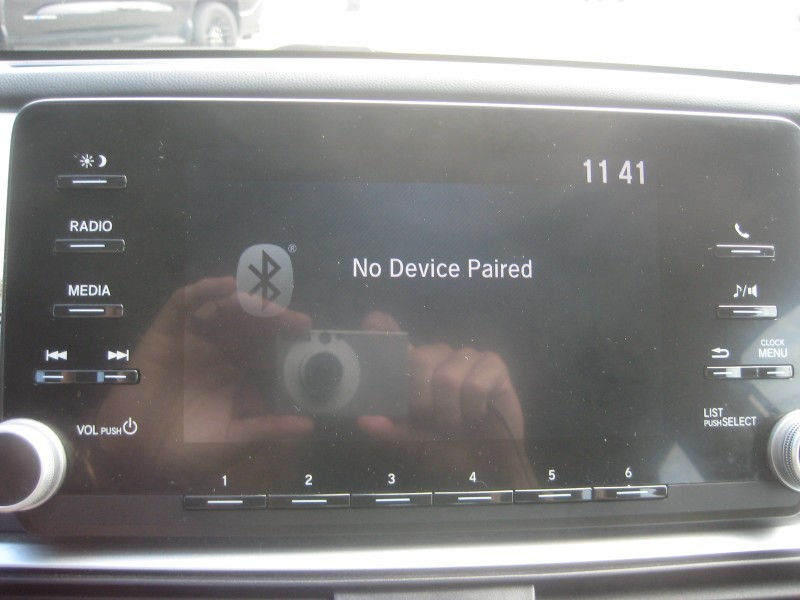 11 41
RADIO
®
No Device Paired
MEDIA
CLOCK
MENU
VOL PUSH
LIST
PUSH SELECT
1 2 3 4 5 6